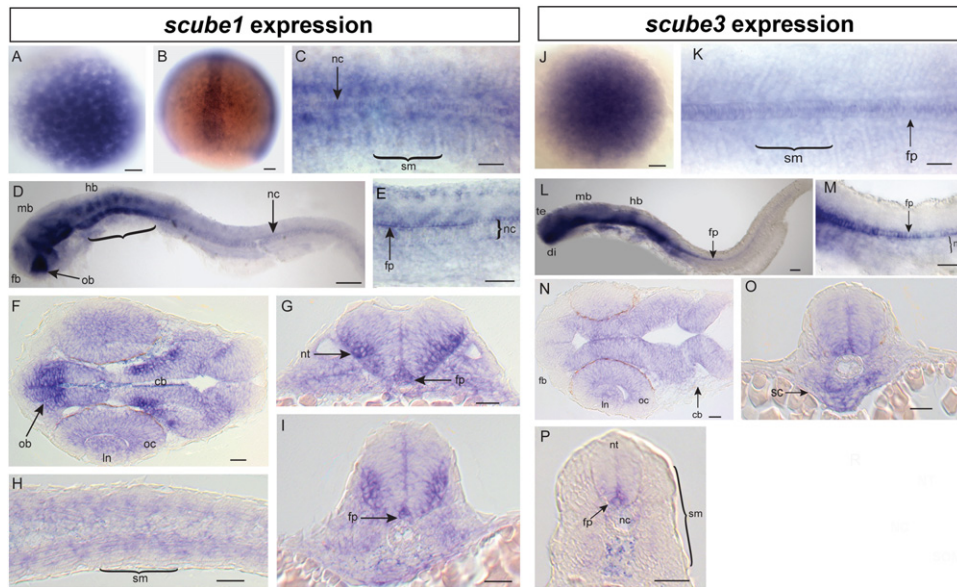 scube1 expression
A
B
C
nc
sm
D
mb
hb
nc
fb
ob
E
nc
fp
F
cb
ob
ln
oc
G
nt
fp
H
sm
I
fp
scube3 expression
J
K
sm
fp
L
te
mb
hb
di
fp
M
fp
N
fb
ln
oc
cb
O
sc
P
nt
fp
nc
sm